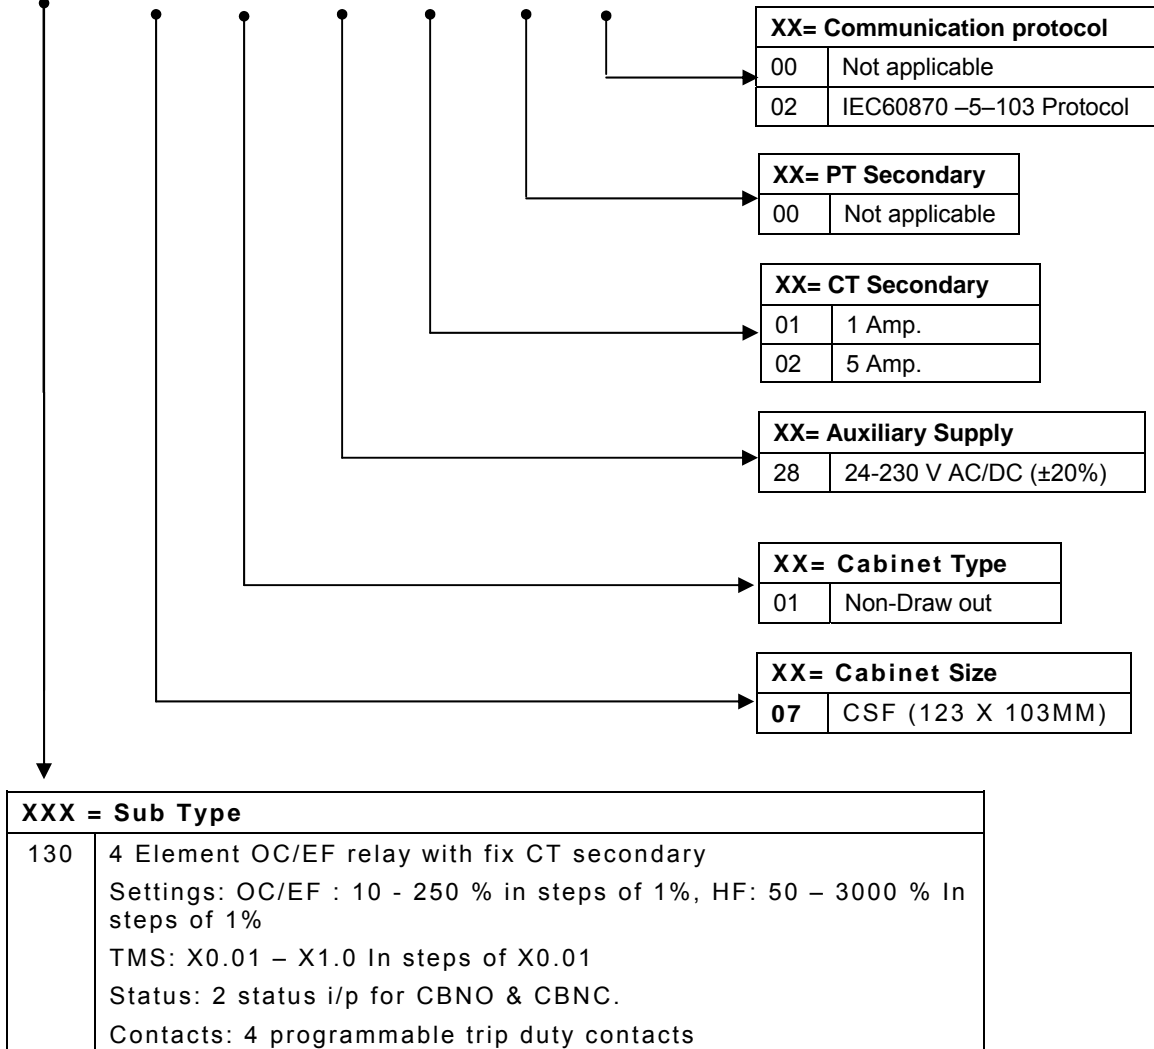 XX= Communication protocol
00 Not applicable
02 IEC60870 –5–103 Protocol
XX= PT Secondary
00 Not applicable
XX= CT Secondary
01 1 Amp.
02 5 Amp.
XX= Auxiliary Supply
28 24-230 V AC/DC (±20%)
XX= Cabinet Type
01 Non-Draw out
XX= Cabinet Size
07 CSF (123 X 103MM)
XXX = Sub Type
130 4 Element OC/EF relay with fix CT secondary
Settings: OC/EF : 10 - 250 % in steps of 1%, HF: 50 – 3000 % In
steps of 1%
TMS: X0.01 – X1.0 In steps of X0.01
Status: 2 status i/p for CBNO & CBNC.
Contacts: 4 programmable trip duty contacts